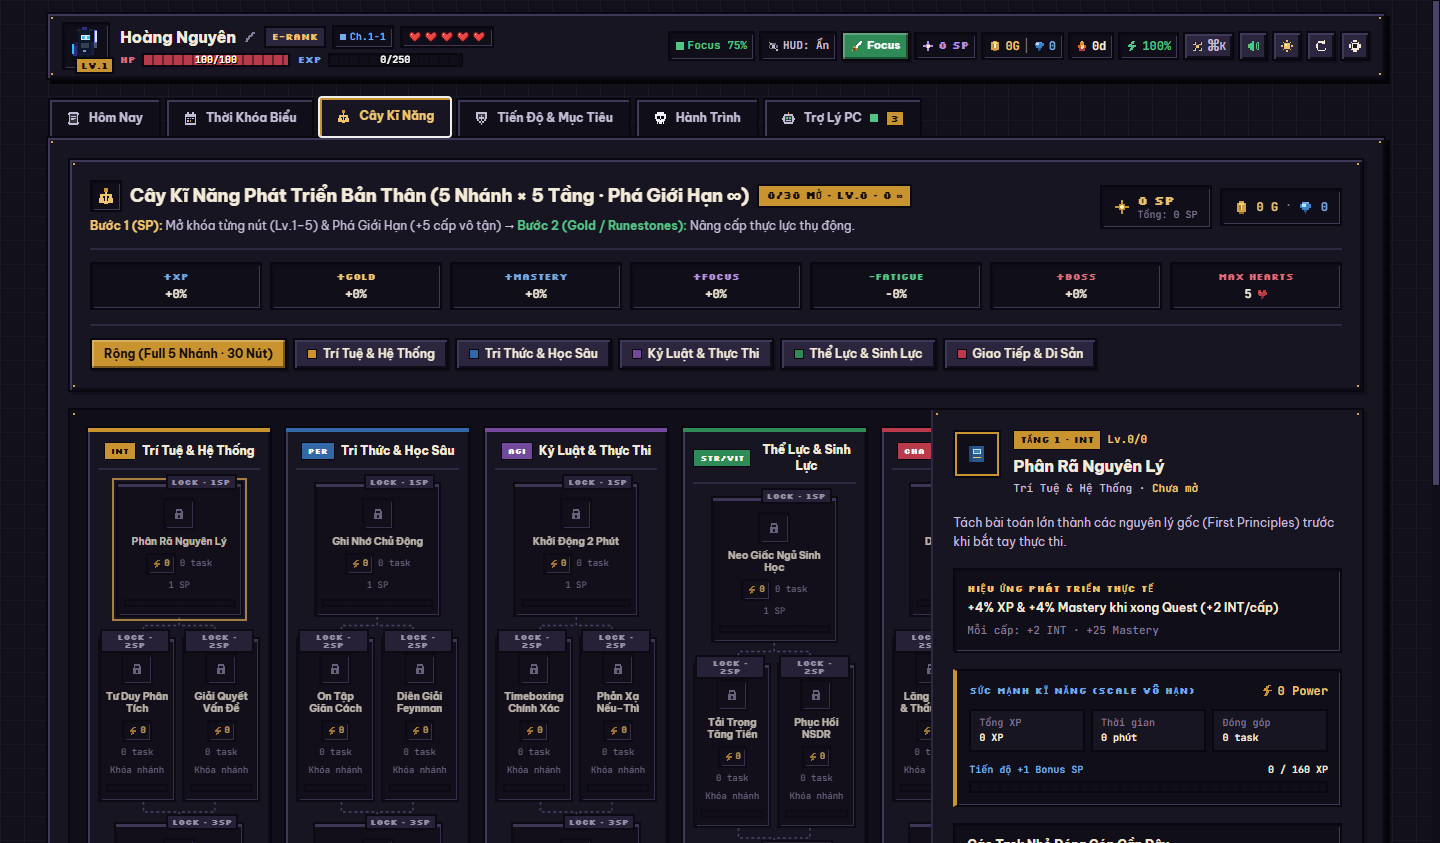 Hoàng Nguyên E-RANK Ch.1-1
LV.1 HP 100/100 EXP 0/250
Focus 75% HUD: Ẩn Focus 0 SP 0G 0 0d 100% ⌘K
Hôm Nay
Thời Khóa Biểu
Cây Kĩ Năng
Tiến Độ & Mục Tiêu
Hành Trình
Trợ Lý PC 3
Cây Kĩ Năng Phát Triển Bản Thân (5 Nhánh × 5 Tầng · Phá Giới Hạn ∞) 0/30 MỞ · LV.0 · 0 ∞
Bước 1 (SP): Mở khóa từng nút (Lv.1–5) & Phá Giới Hạn (+5 cấp vô tận) → Bước 2 (Gold / Runestones): Nâng cấp thực lực thụ động.
0 SP
Tổng: 0 SP
0 G · 0
+XP
+0%
+GOLD
+0%
+MASTERY
+0%
+FOCUS
+0%
-FATIGUE
-0%
+BOSS
+0%
MAX HEARTS
5
Rộng (Full 5 Nhánh · 30 Nút)
Trí Tuệ & Hệ Thống
Tri Thức & Học Sâu
Kỷ Luật & Thực Thi
Thể Lực & Sinh Lực
Giao Tiếp & Di Sản
INT Trí Tuệ & Hệ Thống
LOCK · 1SP
Phân Rã Nguyên Lý
0 0 task
1 SP
LOCK · 2SP
Tư Duy Phân Tích
0
0 task
Khóa nhánh
LOCK · 2SP
Giải Quyết Vấn Đề
0
0 task
Khóa nhánh
LOCK · 3SP
PER Tri Thức & Học Sâu
LOCK · 1SP
Ghi Nhớ Chủ Động
0 0 task
1 SP
LOCK · 2SP
Ôn Tập Giãn Cách
0
0 task
Khóa nhánh
LOCK · 2SP
Diễn Giải Feynman
0
0 task
Khóa nhánh
LOCK · 3SP
AGI Kỷ Luật & Thực Thi
LOCK · 1SP
Khởi Động 2 Phút
0 0 task
1 SP
LOCK · 2SP
Timeboxing Chính Xác
0
0 task
Khóa nhánh
LOCK · 2SP
Phản Xạ Nếu–Thì
0
0 task
Khóa nhánh
LOCK · 3SP
STR/VIT Thể Lực & Sinh Lực
LOCK · 1SP
Neo Giấc Ngủ Sinh Học
0 0 task
1 SP
LOCK · 2SP
Tải Trọng Tăng Tiến
0
0 task
Khóa nhánh
LOCK · 2SP
Phục Hồi NSDR
0
0 task
Khóa nhánh
CHA
TẦNG 1 · INT Lv.0/0
Phân Rã Nguyên Lý
Trí Tuệ & Hệ Thống · Chưa mở
Tách bài toán lớn thành các nguyên lý gốc (First Principles) trước
khi bắt tay thực thi.
HIỆU ỨNG PHÁT TRIỂN THỰC TẾ
+4% XP & +4% Mastery khi xong Quest (+2 INT/cấp)
Mỗi cấp: +2 INT · +25 Mastery
SỨC MẠNH KĨ NĂNG (SCALE VÔ HẠN) 0 Power
Tổng XP
0 XP
Thời gian
0 phút
Đóng góp
0 task
Tiến độ +1 Bonus SP 0 / 160 XP